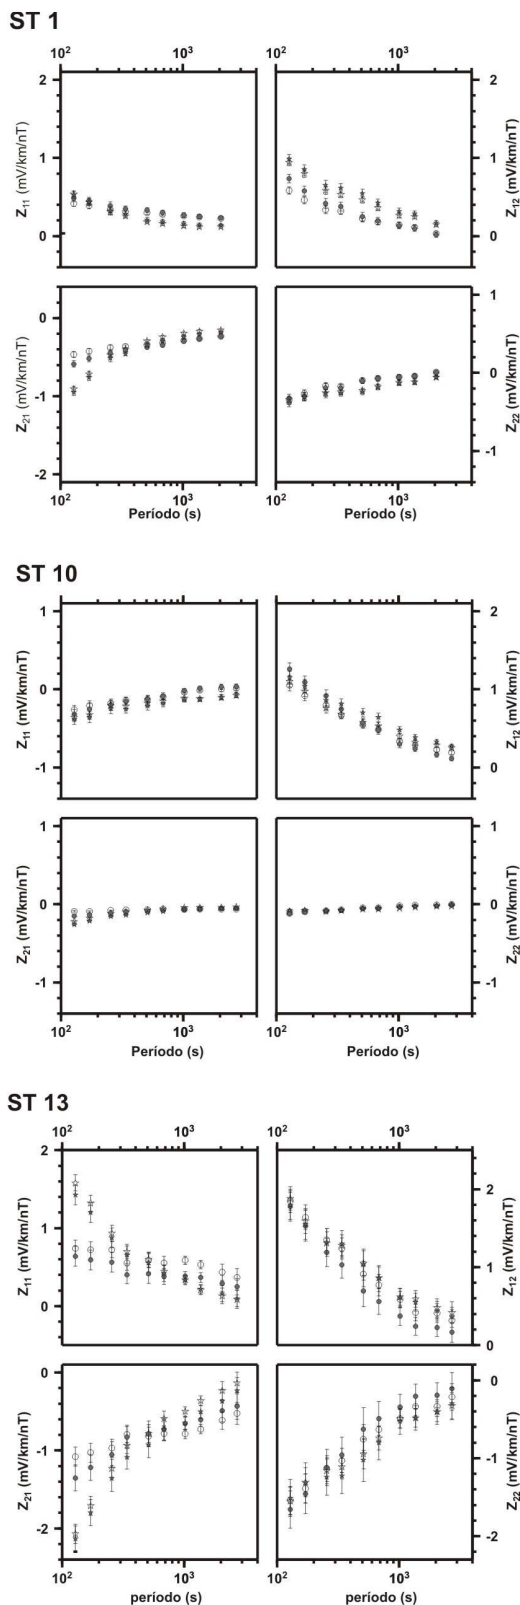 ST 1
10² 10³ 10² 10³
2 2
Z₁₁ (mV/km/nT) 1 1 Z₁₂ (mV/km/nT)
0 0
-0 1
Z₂₁ (mV/km/nT) -1 0 Z₂₂ (mV/km/nT)
-2 -1
10² 10³ 10² 10³
Período (s) Período (s)
ST 10
1 2
Z₁₁ (mV/km/nT) -0 1 Z₁₂ (mV/km/nT)
-1 0
1 1
Z₂₁ (mV/km/nT) -0 -0 Z₂₂ (mV/km/nT)
-1 -1
10² 10³ 10² 10³
Período (s) Período (s)
ST 13
10² 10³ 10² 10³
2 2
Z₁₁ (mV/km/nT) 1 1 Z₁₂ (mV/km/nT)
0 0
-0 -0
Z₂₁ (mV/km/nT) -1 -1 Z₂₂ (mV/km/nT)
-2 -2
10² 10³ 10² 10³
período (s) período (s)